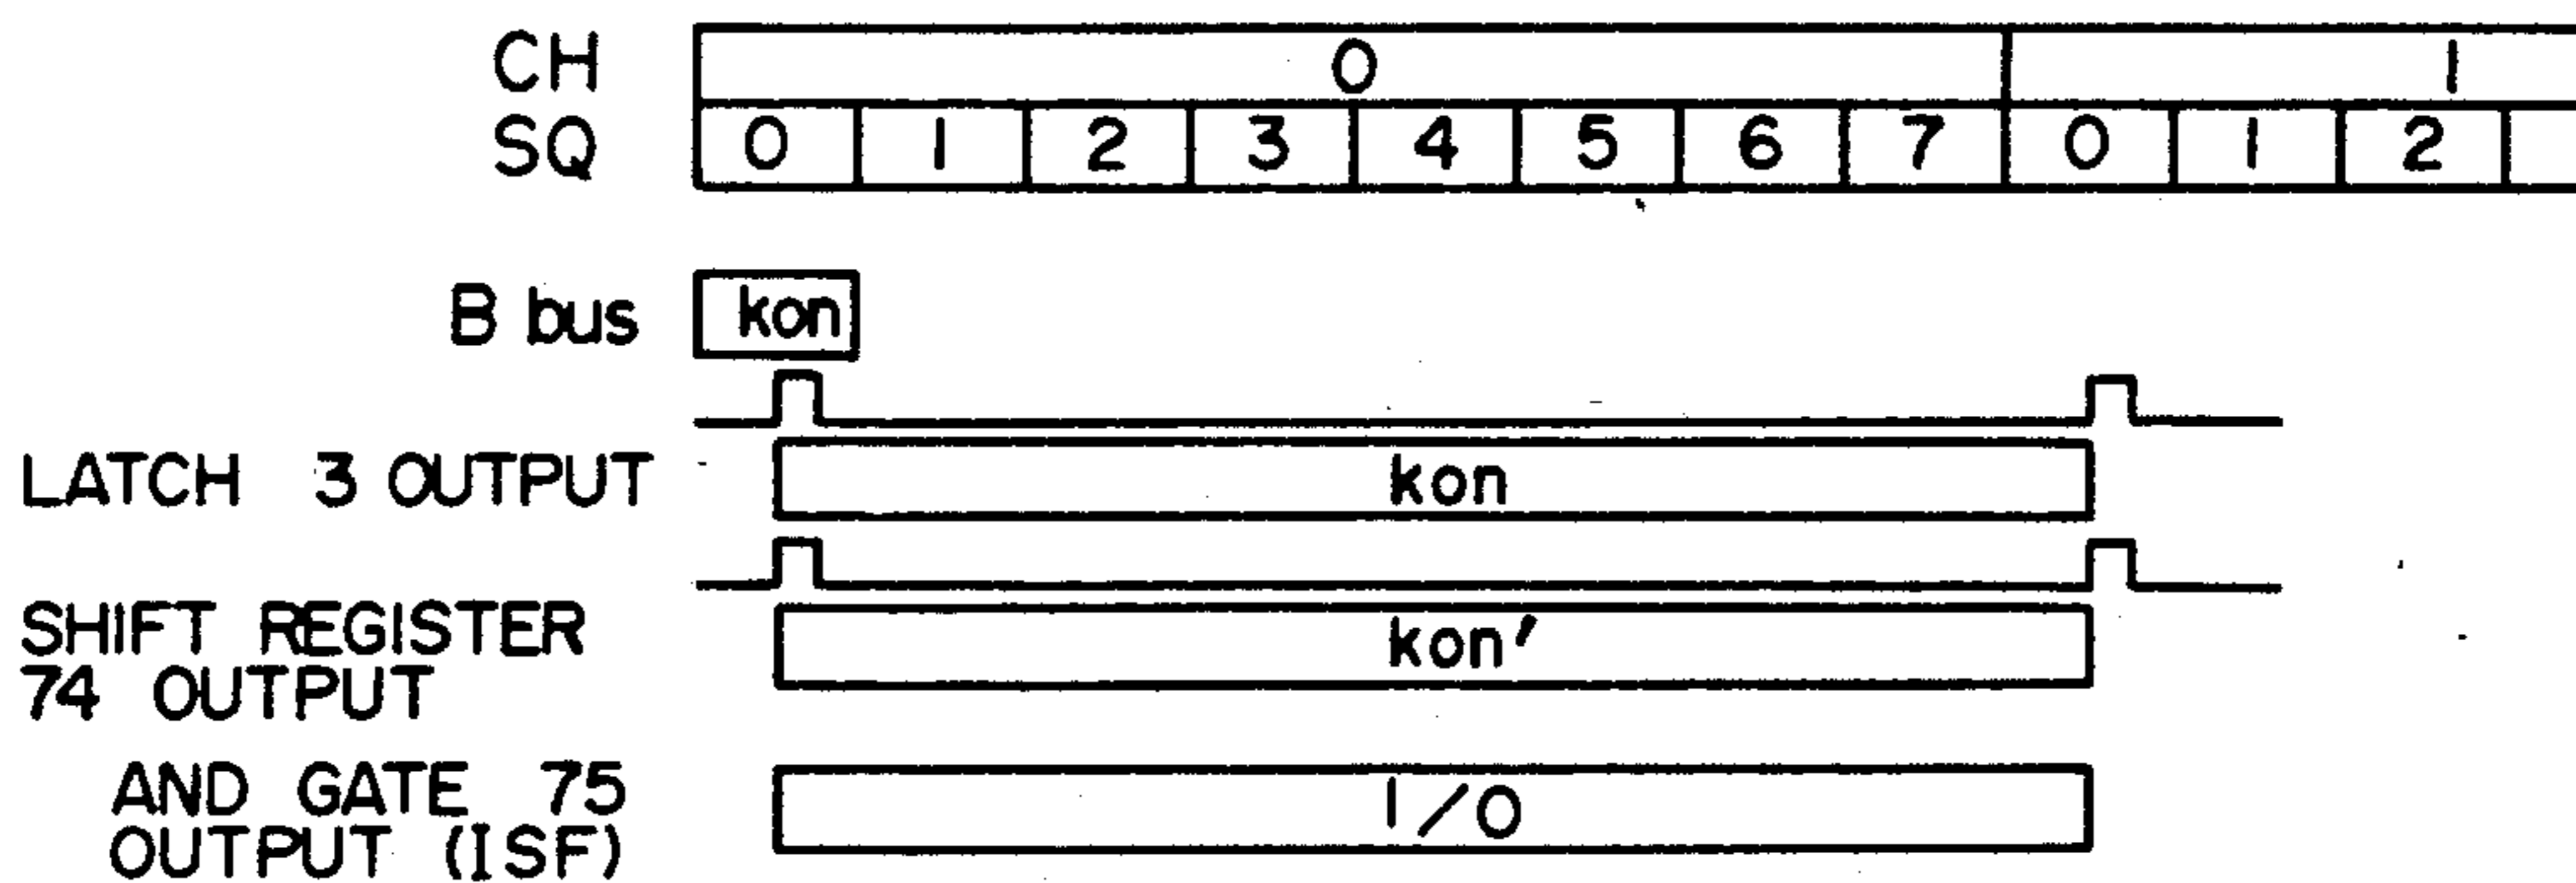 CH 0 1
SQ 0 1 2 3 4 5 6 7 0 1 2
B bus kon
LATCH 3 OUTPUT kon
SHIFT REGISTER
74 OUTPUT kon'
AND GATE 75
OUTPUT (ISF) 1/0